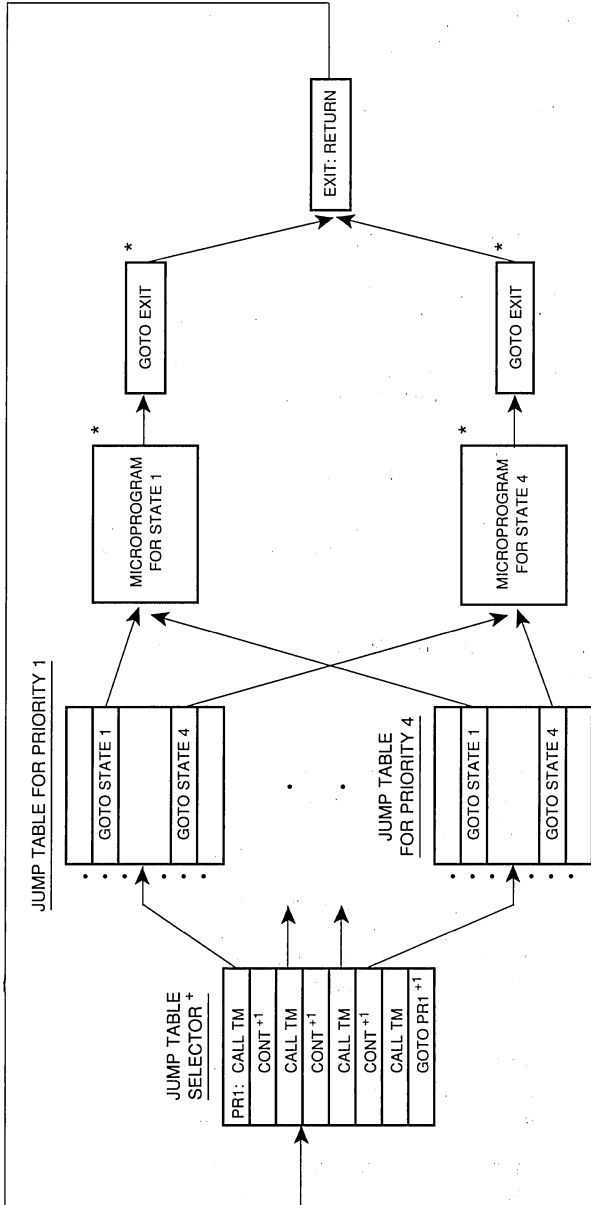 JUMP TABLE
SELECTOR +
PR1: CALL TM
CONT +1
CALL TM
CONT +1
CALL TM
CONT +1
CALL TM
GOTO PR1 +1
JUMP TABLE FOR PRIORITY 1
GOTO STATE 1
GOTO STATE 4
JUMP TABLE
FOR PRIORITY 4
GOTO STATE 1
GOTO STATE 4
*
MICROPROGRAM
FOR STATE 1
*
MICROPROGRAM
FOR STATE 4
*
GOTO EXIT
*
GOTO EXIT
EXIT: RETURN